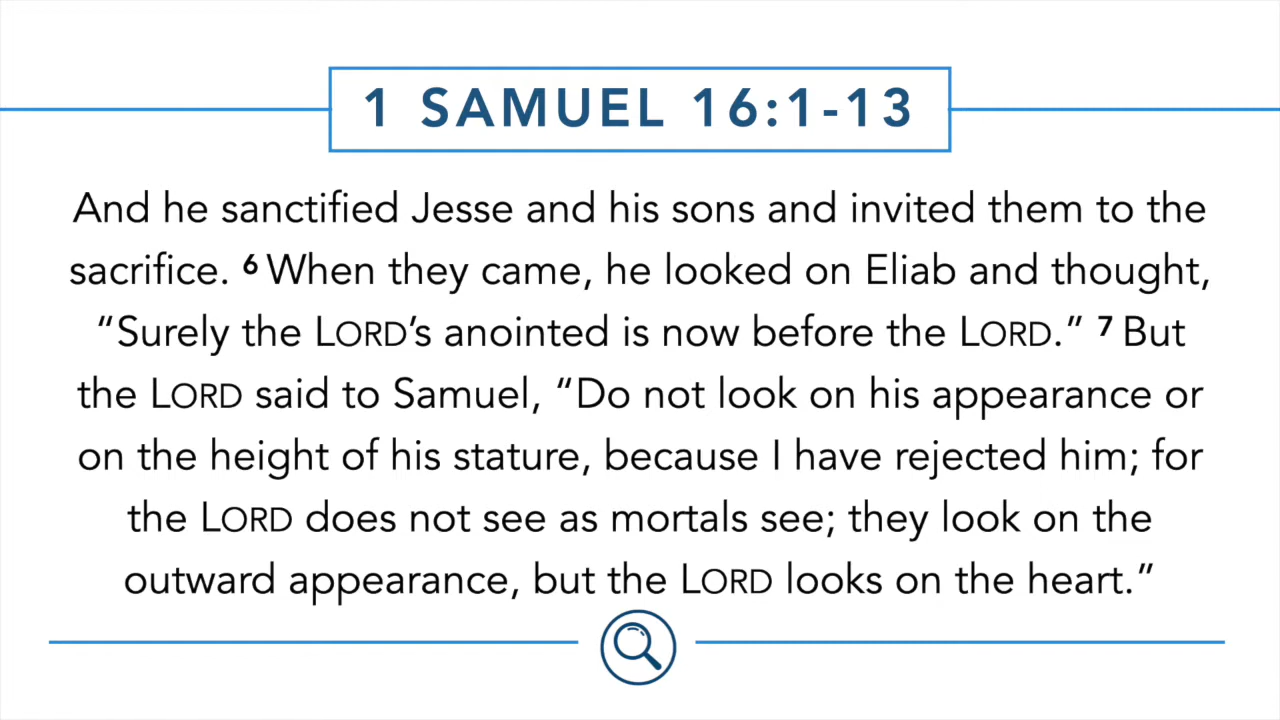 1 SAMUEL 16:1-13
And he sanctified Jesse and his sons and invited them to the
sacrifice. 6 When they came, he looked on Eliab and thought,
“Surely the LORD’s anointed is now before the LORD.” 7 But
the LORD said to Samuel, “Do not look on his appearance or
on the height of his stature, because I have rejected him; for
the LORD does not see as mortals see; they look on the
outward appearance, but the LORD looks on the heart.”